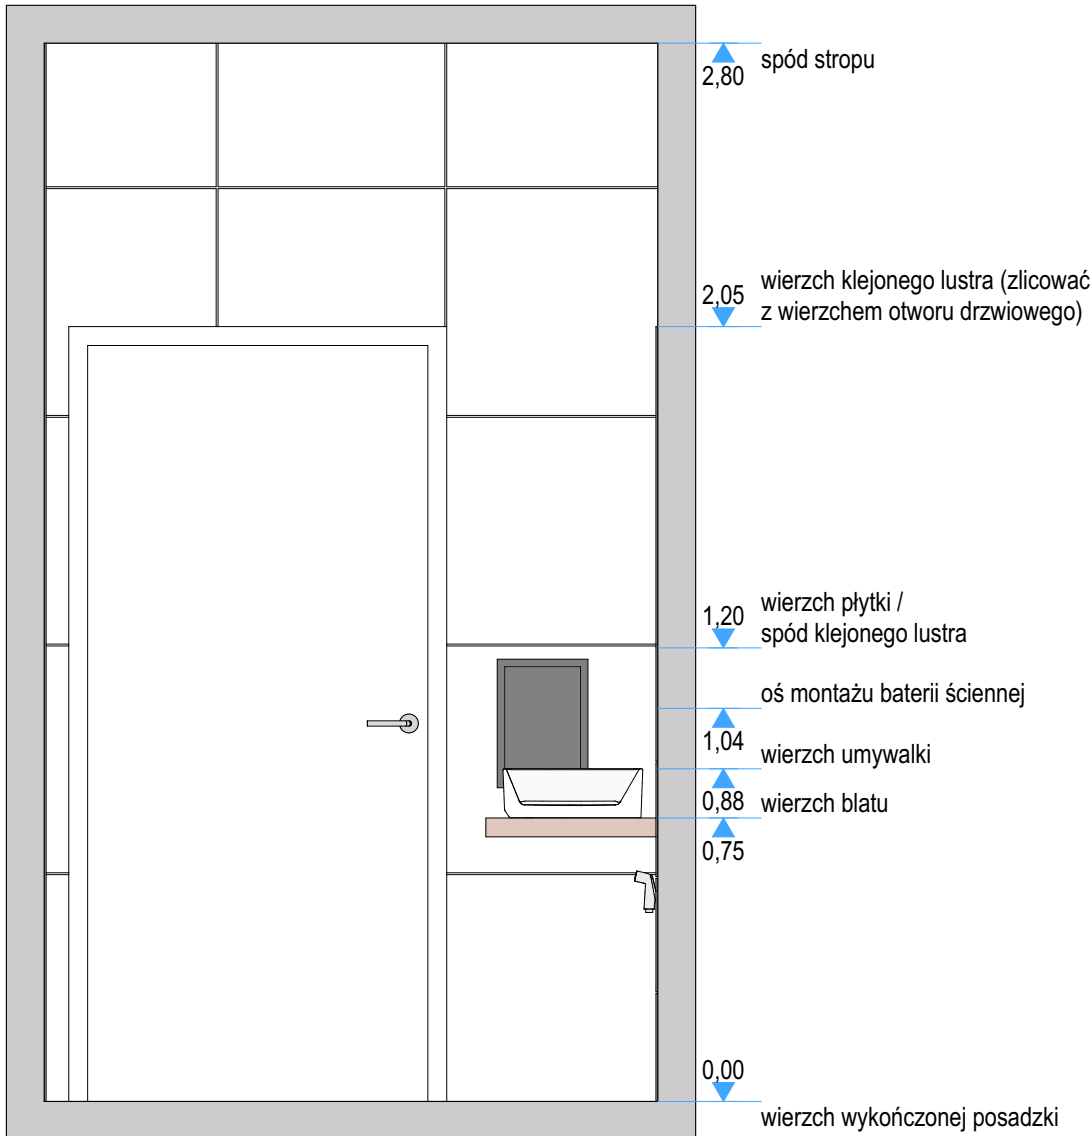 spód stropu
2,80
wierzch klejonego lustra (zlicować
2,05
z wierzchem otworu drzwiowego)
wierzch płytki /
1,20
spód klejonego lustra
oś montażu baterii ściennej
1,04
wierzch umywalki
0,88
wierzch blatu
0,75
0,00
wierzch wykończonej posadzki